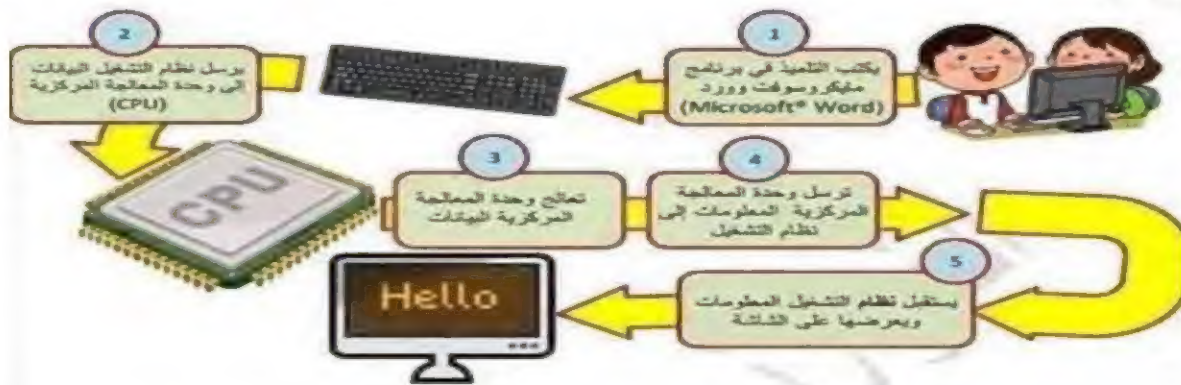 1
يكتب التلميذ في برنامج
مايكروسوفت وورد
(Microsoft® Word)
2
يرسل نظام التشغيل البيانات
إلى وحدة المعالجة المركزية
(CPU)
CPU
3
تعالج وحدة المعالجة
المركزية البيانات
4
ترسل وحدة المعالجة
المركزية المعلومات إلى
نظام التشغيل
5
يستقبل نظام التشغيل المعلومات
ويعرضها على الشاشة
Hello